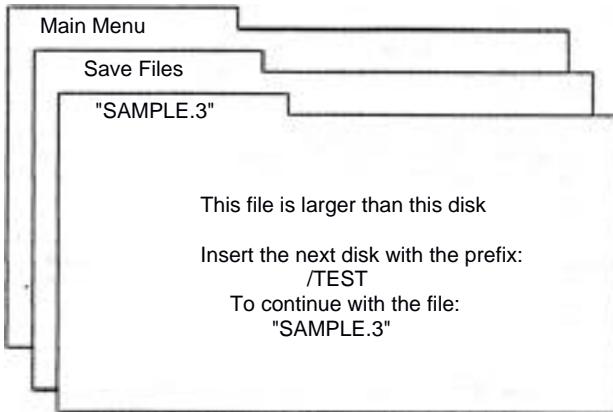 Main Menu
Save Files
"SAMPLE.3"
This file is larger than this disk
Insert the next disk with the prefix:
/TEST
To continue with the file:
"SAMPLE.3"